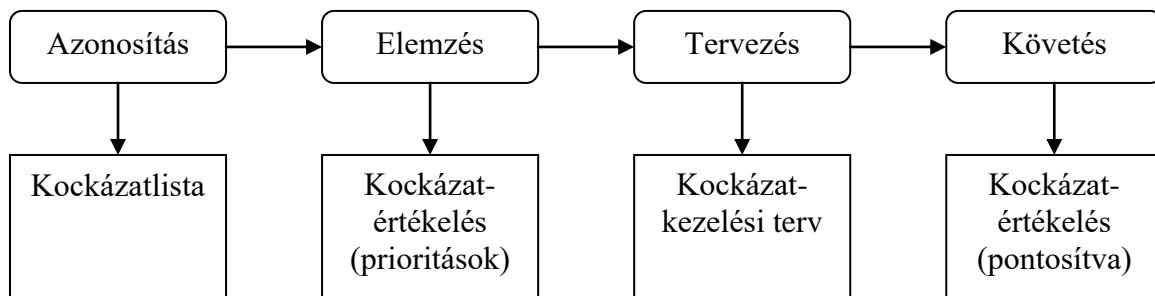 Azonosítás
Elemzés
Tervezés
Követés
Kockázatlista
Kockázat-
értékelés
(prioritások)
Kockázat-
kezelési terv
Kockázat-
értékelés
(pontosítva)